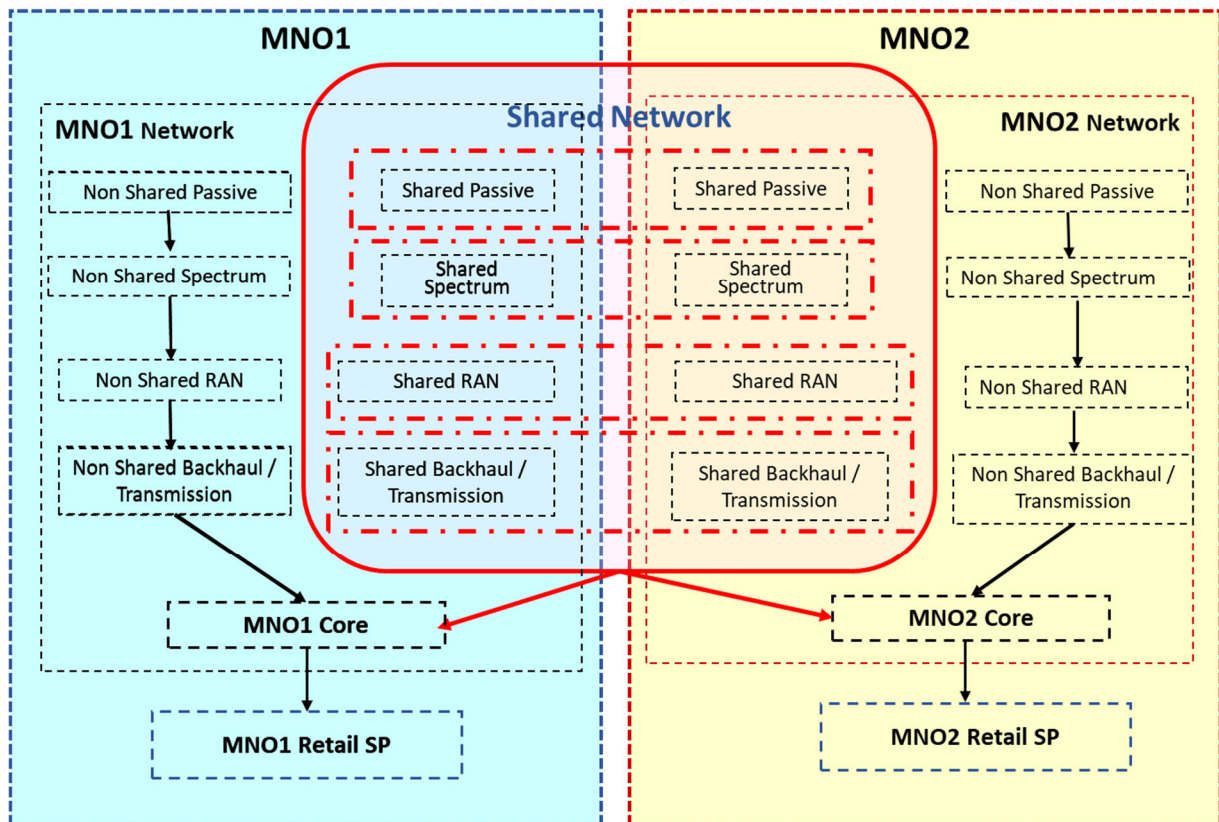 MNO1
MNO2
Shared Network
MNO1 Network
MNO2 Network
Non Shared Passive
Shared Passive
Shared Passive
Non Shared Passive
Non Shared Spectrum
Shared
Spectrum
Shared
Spectrum
Non Shared Spectrum
Non Shared RAN
Shared RAN
Shared RAN
Non Shared RAN
Non Shared Backhaul /
Transmission
Shared Backhaul /
Transmission
Shared Backhaul /
Transmission
Non Shared Backhaul /
Transmission
MNO1 Core
MNO2 Core
MNO1 Retail SP
MNO2 Retail SP